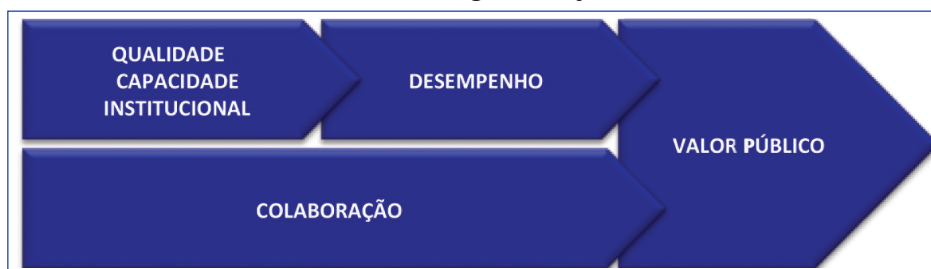 QUALIDADE
CAPACIDADE
INSTITUCIONAL
DESEMPENHO
VALOR PÚBLICO
COLABORAÇÃO